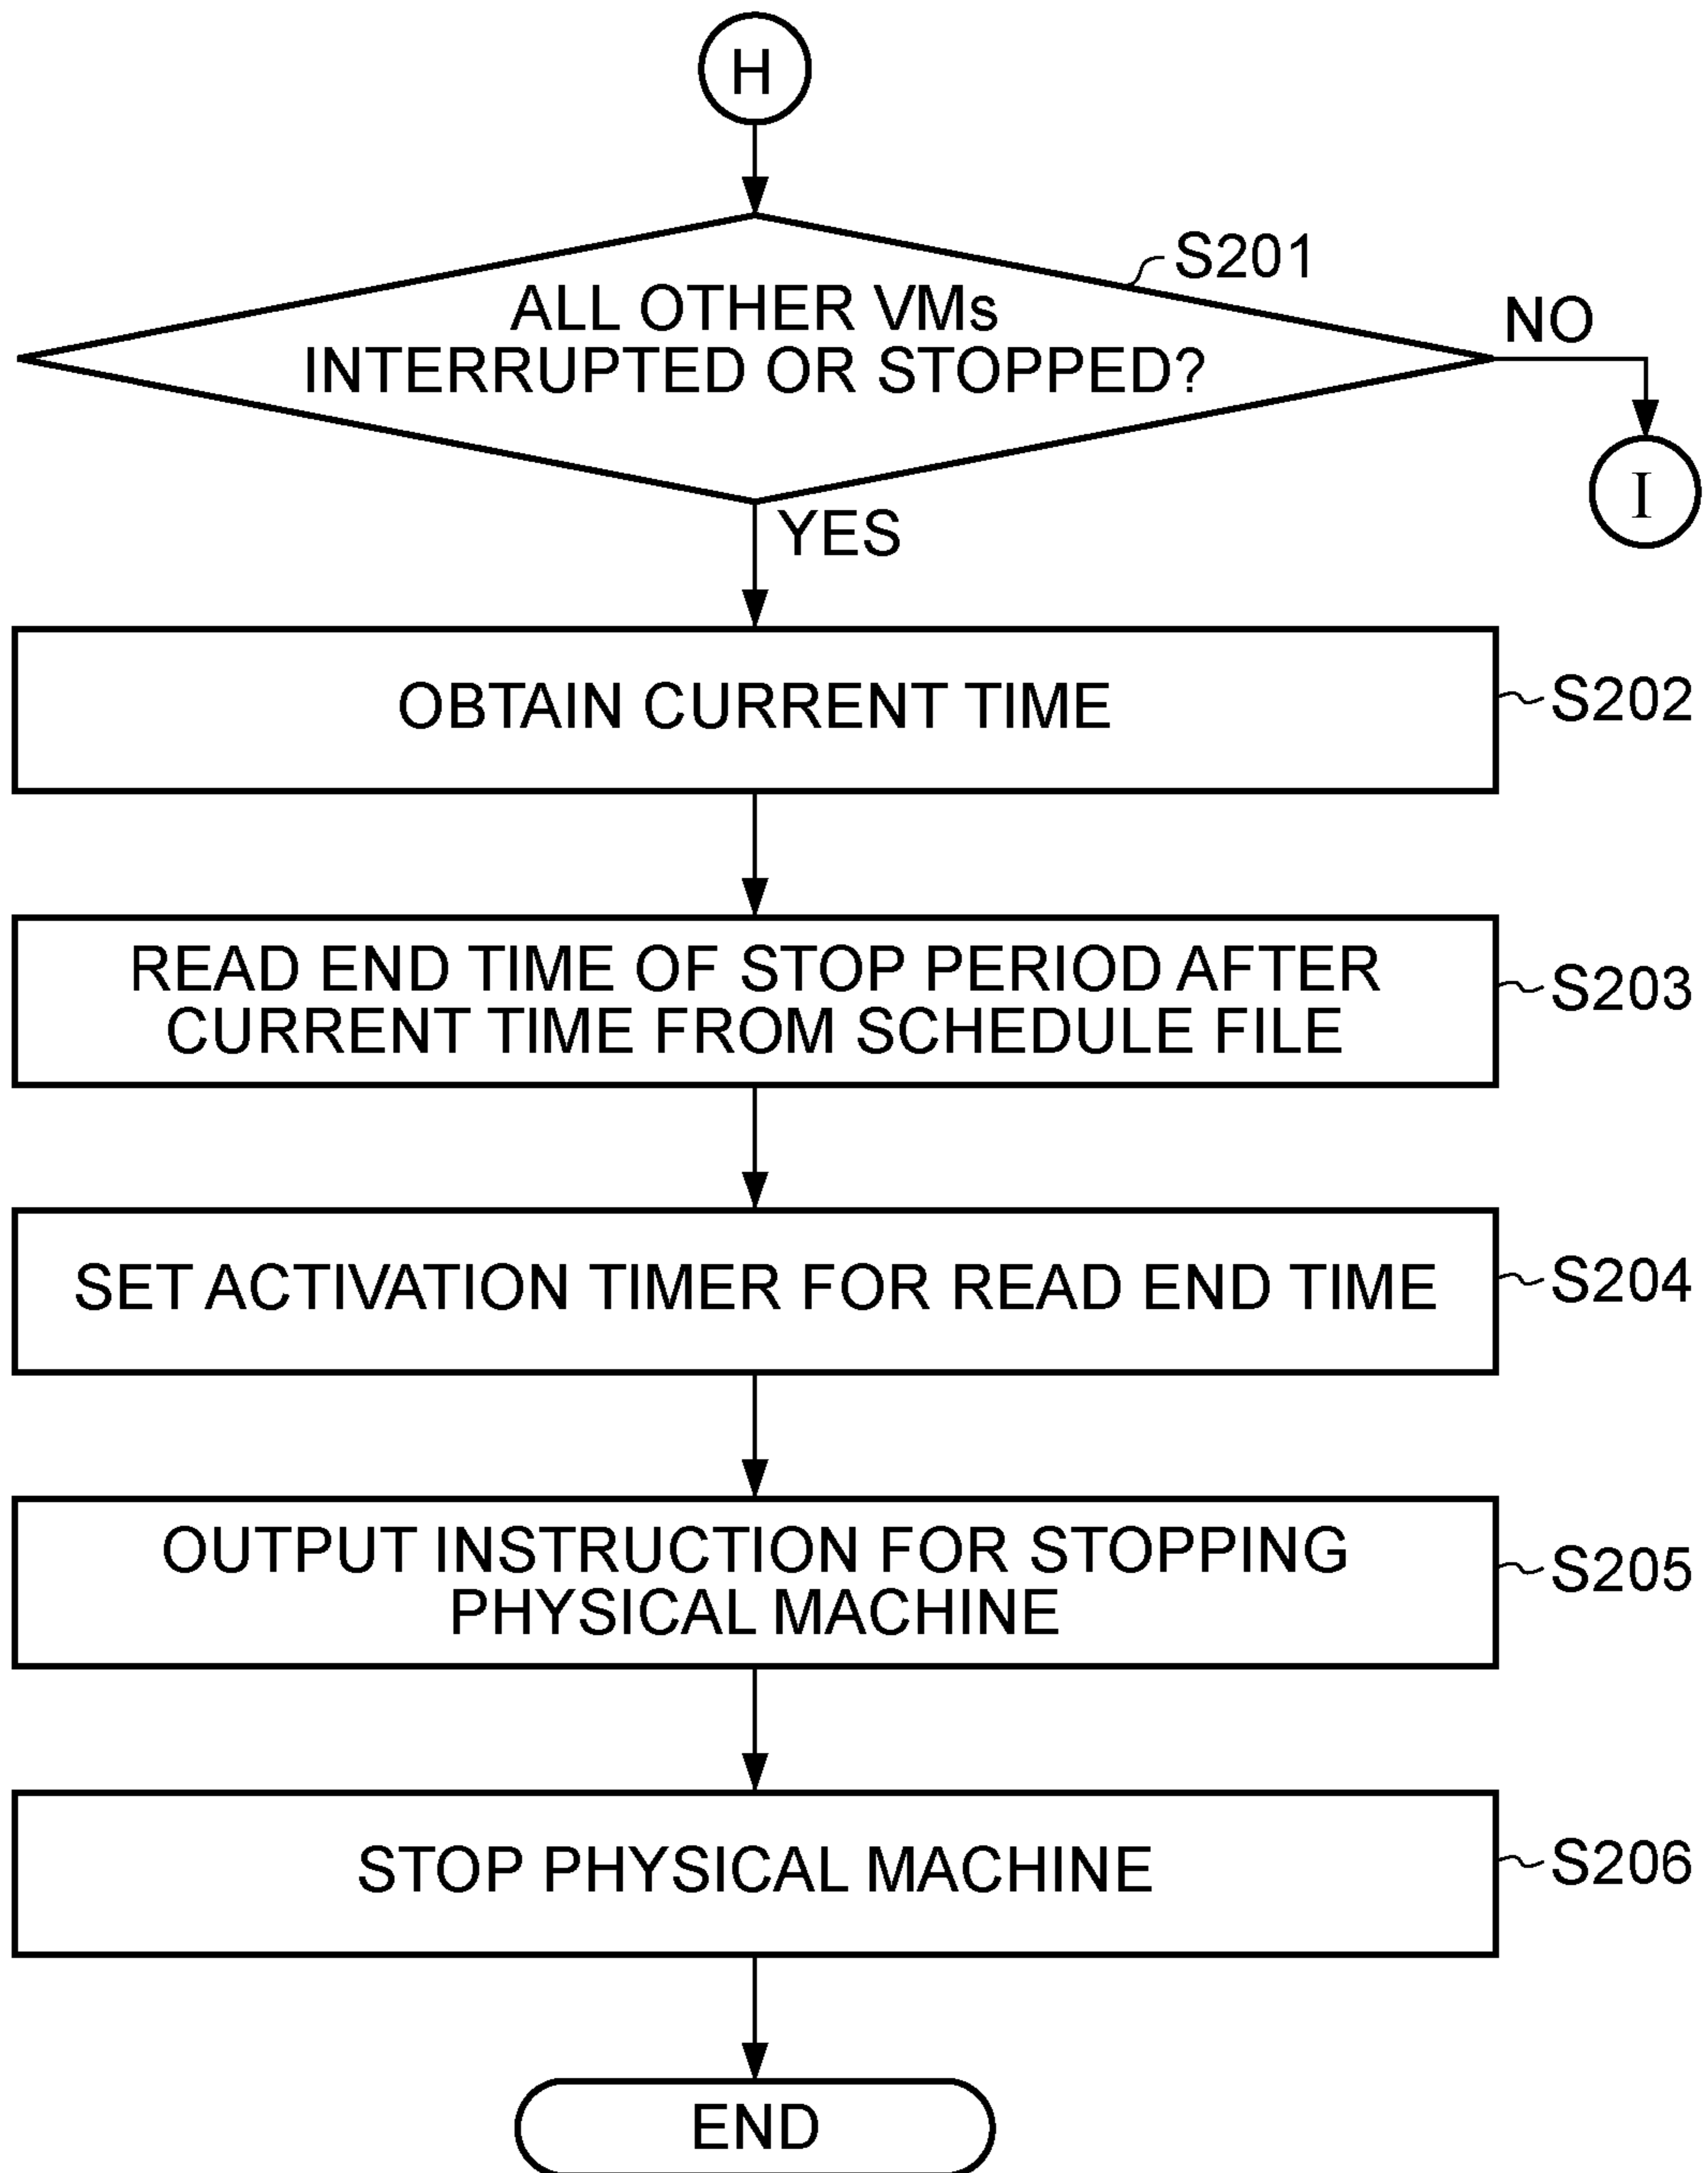 H
S201
ALL OTHER VMs
INTERRUPTED OR STOPPED?
NO
I
YES
OBTAIN CURRENT TIME
S202
READ END TIME OF STOP PERIOD AFTER
CURRENT TIME FROM SCHEDULE FILE
S203
SET ACTIVATION TIMER FOR READ END TIME
S204
OUTPUT INSTRUCTION FOR STOPPING
PHYSICAL MACHINE
S205
STOP PHYSICAL MACHINE
S206
END